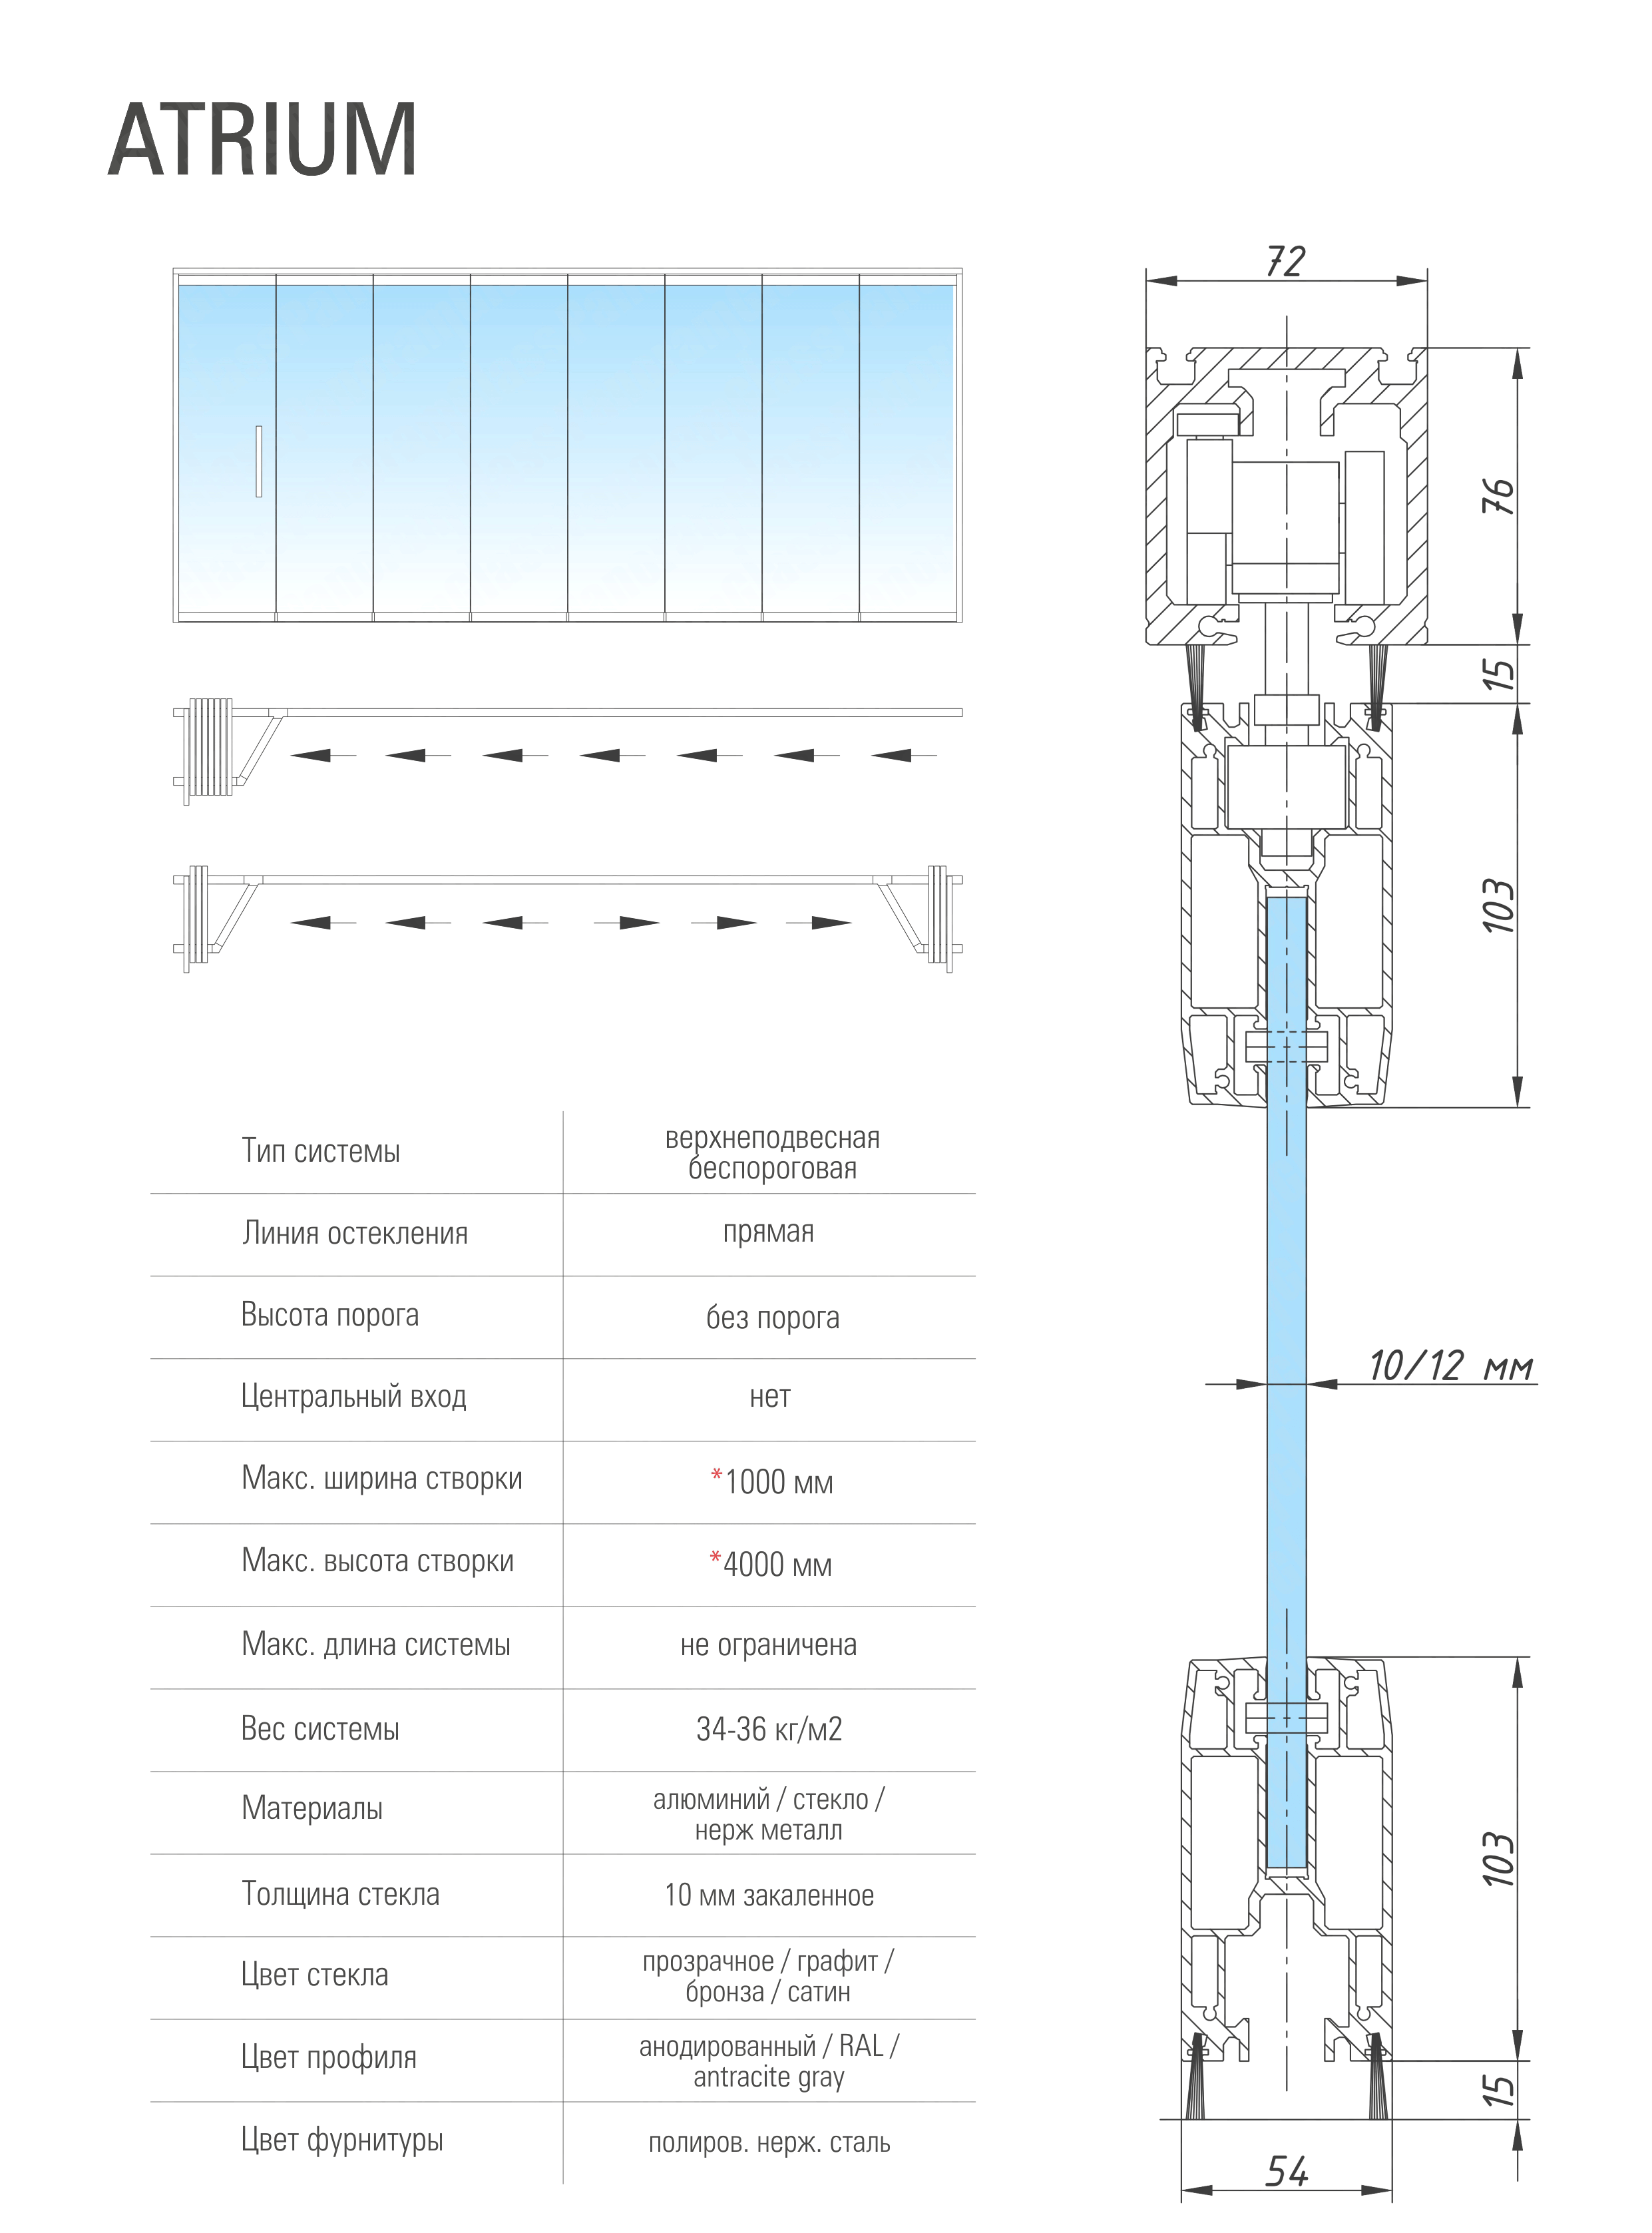 ATRIUM
72
76
15
103
10/12 мм
103
15
54
Тип системы
верхнеподвесная
беспороговая
Линия остекления
прямая
Высота порога
без порога
Центральный вход
нет
Макс. ширина створки
*1000 мм
Макс. высота створки
*4000 мм
Макс. длина системы
не ограничена
Вес системы
34-36 кг/м2
Материалы
алюминий / стекло /
нерж металл
Толщина стекла
10 мм закаленное
Цвет стекла
прозрачное / графит /
бронза / сатин
Цвет профиля
анодированный / RAL /
antracite gray
Цвет фурнитуры
полиров. нерж. сталь